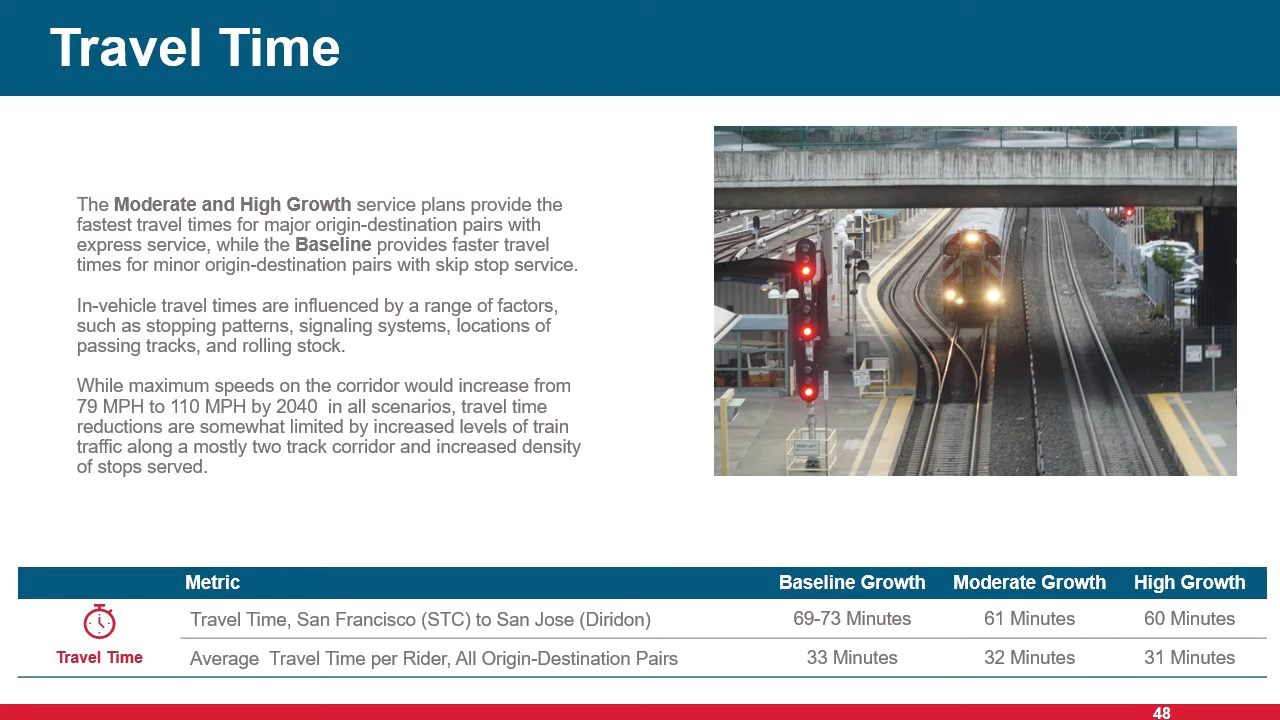 Travel Time
The Moderate and High Growth service plans provide the
fastest travel times for major origin-destination pairs with
express service, while the Baseline provides faster travel
times for minor origin-destination pairs with skip stop service.
In-vehicle travel times are influenced by a range of factors,
such as stopping patterns, signaling systems, locations of
passing tracks, and rolling stock.
While maximum speeds on the corridor would increase from
79 MPH to 110 MPH by 2040  in all scenarios, travel time
reductions are somewhat limited by increased levels of train
traffic along a mostly two track corridor and increased density
of stops served.
Metric Baseline Growth Moderate Growth High Growth
Travel Time, San Francisco (STC) to San Jose (Diridon) 69-73 Minutes 61 Minutes 60 Minutes
Travel Time
Average  Travel Time per Rider, All Origin-Destination Pairs 33 Minutes 32 Minutes 31 Minutes
48